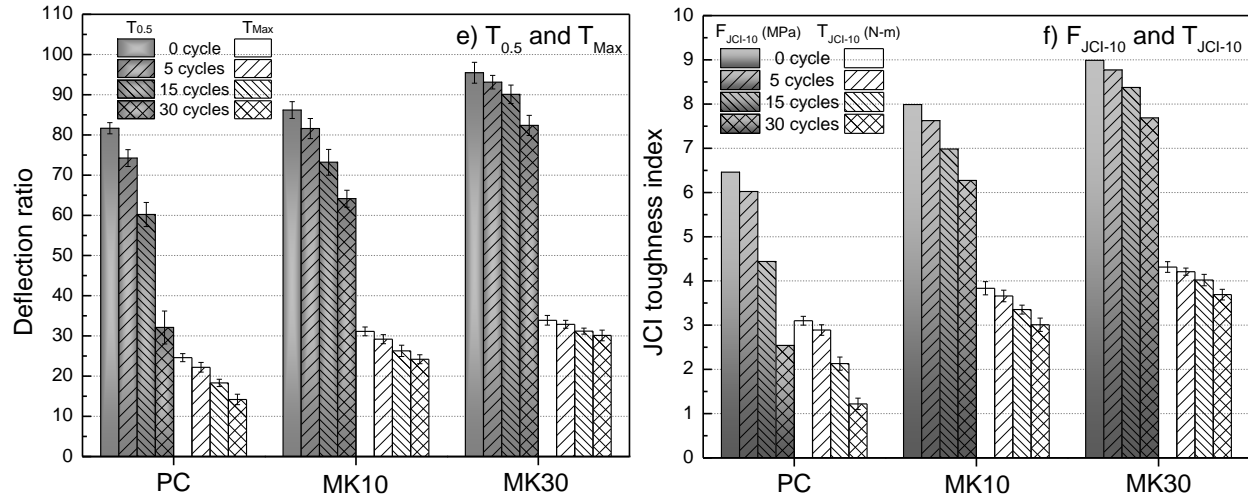 T0.5 TMax
0 cycle
5 cycles
15 cycles
30 cycles
e) T0.5 and TMax
110
100
90
80
70
60
50
40
30
20
10
0
Deflection ratio
PC MK10 MK30
FJCI-10 (MPa) TJCI-10 (N-m)
0 cycle
5 cycles
15 cycles
30 cycles
f) FJCI-10 and TJCI-10
10
9
8
7
6
5
4
3
2
1
0
JCI toughness index
PC MK10 MK30